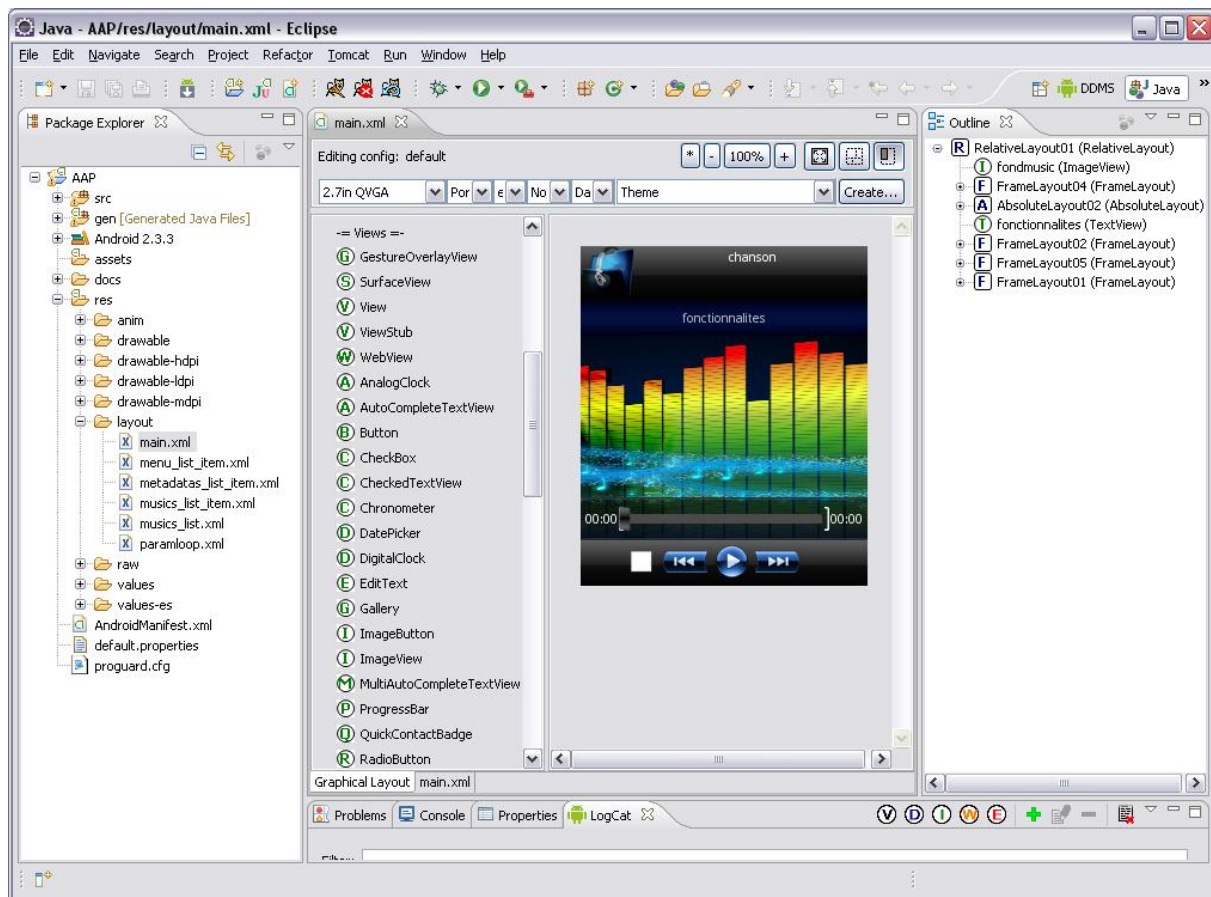 Java - AAP/res/layout/main.xml - Eclipse
File Edit Navigate Search Project Refactor Tomcat Run Window Help
DDMS Java »
Package Explorer
AAP
src
gen [Generated Java Files]
Android 2.3.3
assets
docs
res
anim
drawable
drawable-hdpi
drawable-ldpi
drawable-mdpi
layout
main.xml
menu_list_item.xml
metadatas_list_item.xml
musics_list_item.xml
musics_list.xml
paramloop.xml
raw
values
values-es
AndroidManifest.xml
default.properties
proguard.cfg
main.xml
Editing config: default
* - 100% +
2.7in QVGA Por e No Da Theme Create...
-= Views =-
G GestureOverlayView
S SurfaceView
V View
V ViewStub
W WebView
A AnalogClock
A AutoCompleteTextView
B Button
C CheckBox
C CheckedTextView
C Chronometer
D DatePicker
D DigitalClock
E EditText
G Gallery
I ImageButton
I ImageView
M MultiAutoCompleteTextView
P ProgressBar
Q QuickContactBadge
R RadioButton
chanson
fonctionnalites
00:00 00:00
Graphical Layout main.xml
Outline
R RelativeLayout01 (RelativeLayout)
I fondmusic (ImageView)
F FrameLayout04 (FrameLayout)
A AbsoluteLayout02 (AbsoluteLayout)
T fonctionnalites (TextView)
F FrameLayout02 (FrameLayout)
F FrameLayout05 (FrameLayout)
F FrameLayout01 (FrameLayout)
Problems Console Properties LogCat
V D I W E